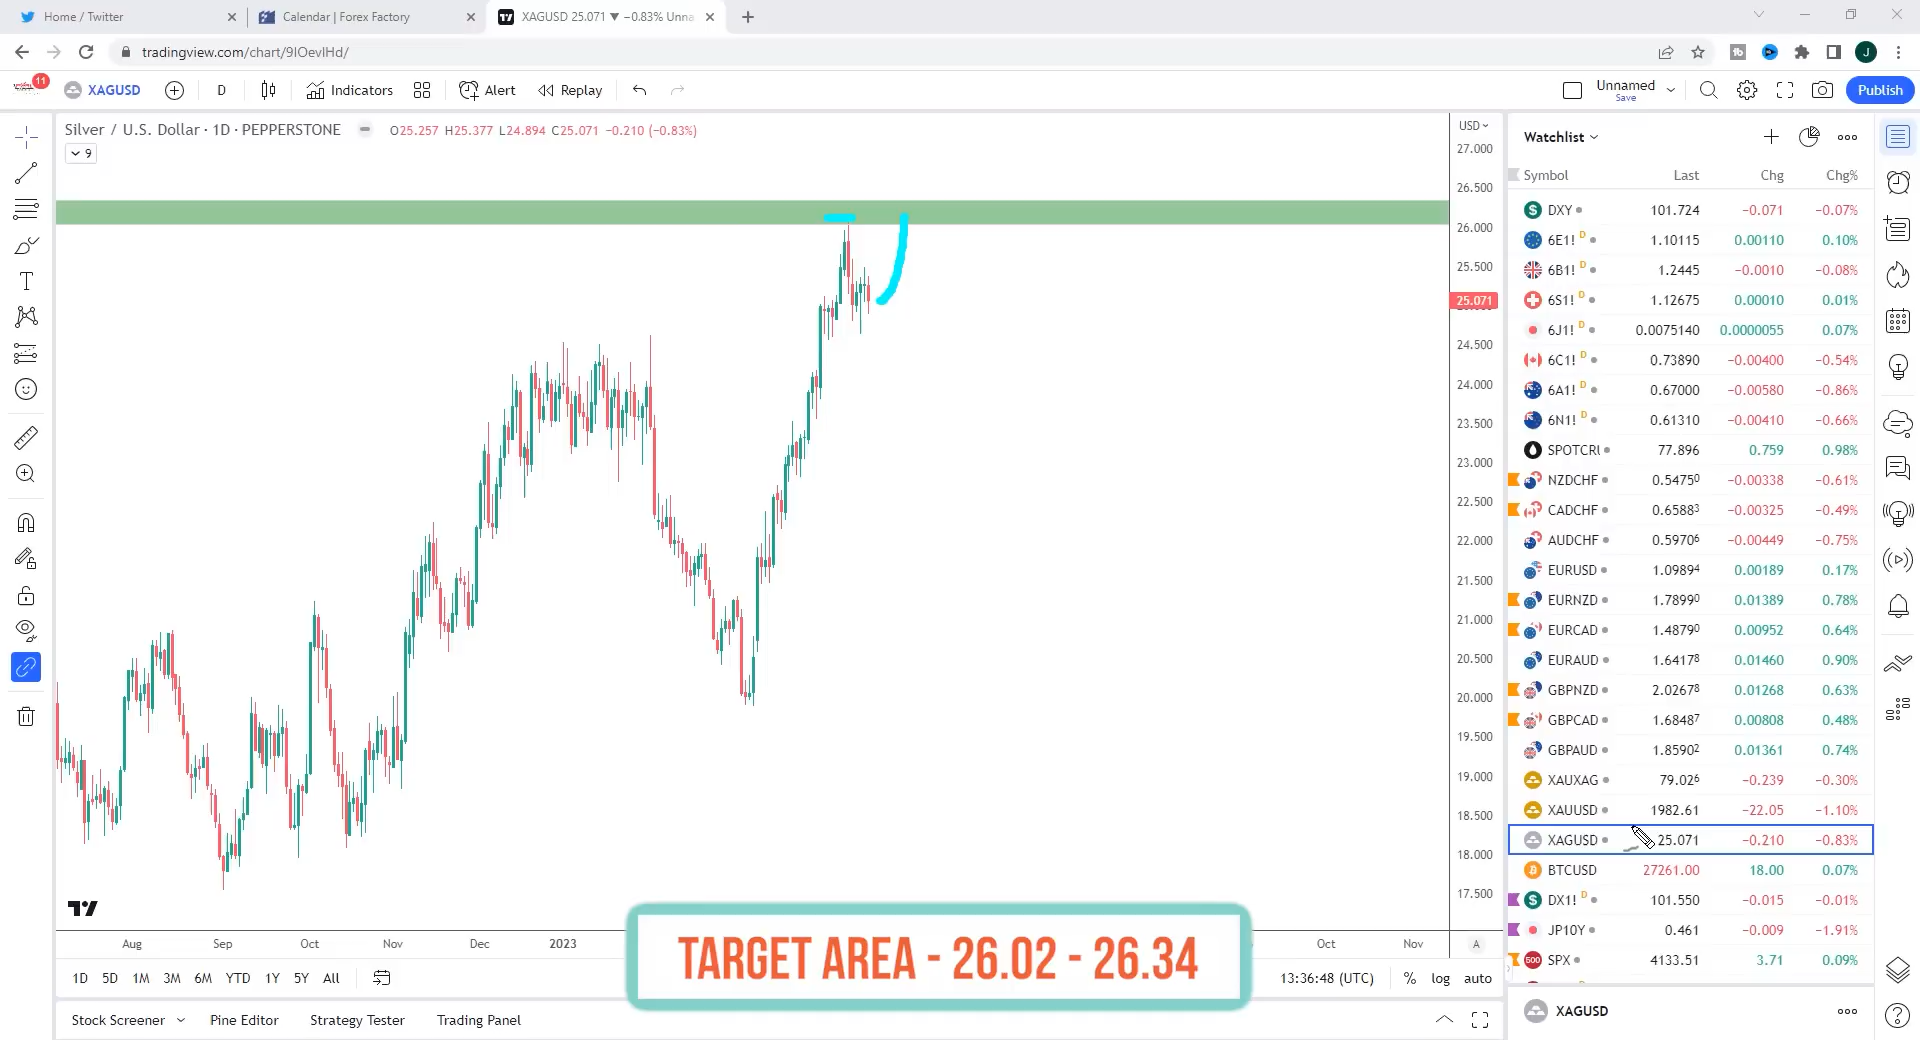 Home / Twitter
Calendar | Forex Factory
XAGUSD 25.071 ▼ −0.83% Unna
tradingview.com/chart/9IOevIHd/
J
11
XAGUSD
D
Indicators
Alert
Replay
Unnamed
Save
Publish
Silver / U.S. Dollar · 1D · PEPPERSTONE
O25.257 H25.377 L24.894 C25.071 −0.210 (−0.83%)
9
USD
27.000
26.500
26.000
25.500
25.071
24.500
24.000
23.500
23.000
22.500
22.000
21.500
21.000
20.500
20.000
19.500
19.000
18.500
18.000
17.500
Aug Sep Oct Nov Dec 2023 Oct Nov
A
TARGET AREA - 26.02 - 26.34
1D 5D 1M 3M 6M YTD 1Y 5Y All
13:36:48 (UTC) % log auto
Stock Screener Pine Editor Strategy Tester Trading Panel
Watchlist
Symbol Last Chg Chg%
DXY 101.724 −0.071 −0.07%
6E1! D 1.10115 0.00110 0.10%
6B1! D 1.2445 −0.0010 −0.08%
6S1! D 1.12675 0.00010 0.01%
6J1! D 0.0075140 0.0000055 0.07%
6C1! D 0.73890 −0.00400 −0.54%
6A1! D 0.67000 −0.00580 −0.86%
6N1! D 0.61310 −0.00410 −0.66%
SPOTCRU 77.896 0.759 0.98%
NZDCHF 0.54750 −0.00338 −0.61%
CADCHF 0.65883 −0.00325 −0.49%
AUDCHF 0.59706 −0.00449 −0.75%
EURUSD 1.09894 0.00189 0.17%
EURNZD 1.78990 0.01389 0.78%
EURCAD 1.48790 0.00952 0.64%
EURAUD 1.64178 0.01460 0.90%
GBPNZD 2.02678 0.01268 0.63%
GBPCAD 1.68487 0.00808 0.48%
GBPAUD 1.85902 0.01361 0.74%
XAUXAG 79.026 −0.239 −0.30%
XAUUSD 1982.61 −22.05 −1.10%
XAGUSD 25.071 −0.210 −0.83%
BTCUSD 27261.00 18.00 0.07%
DX1! D 101.550 −0.015 −0.01%
JP10Y 0.461 −0.009 −1.91%
500 SPX 4133.51 3.71 0.09%
XAGUSD